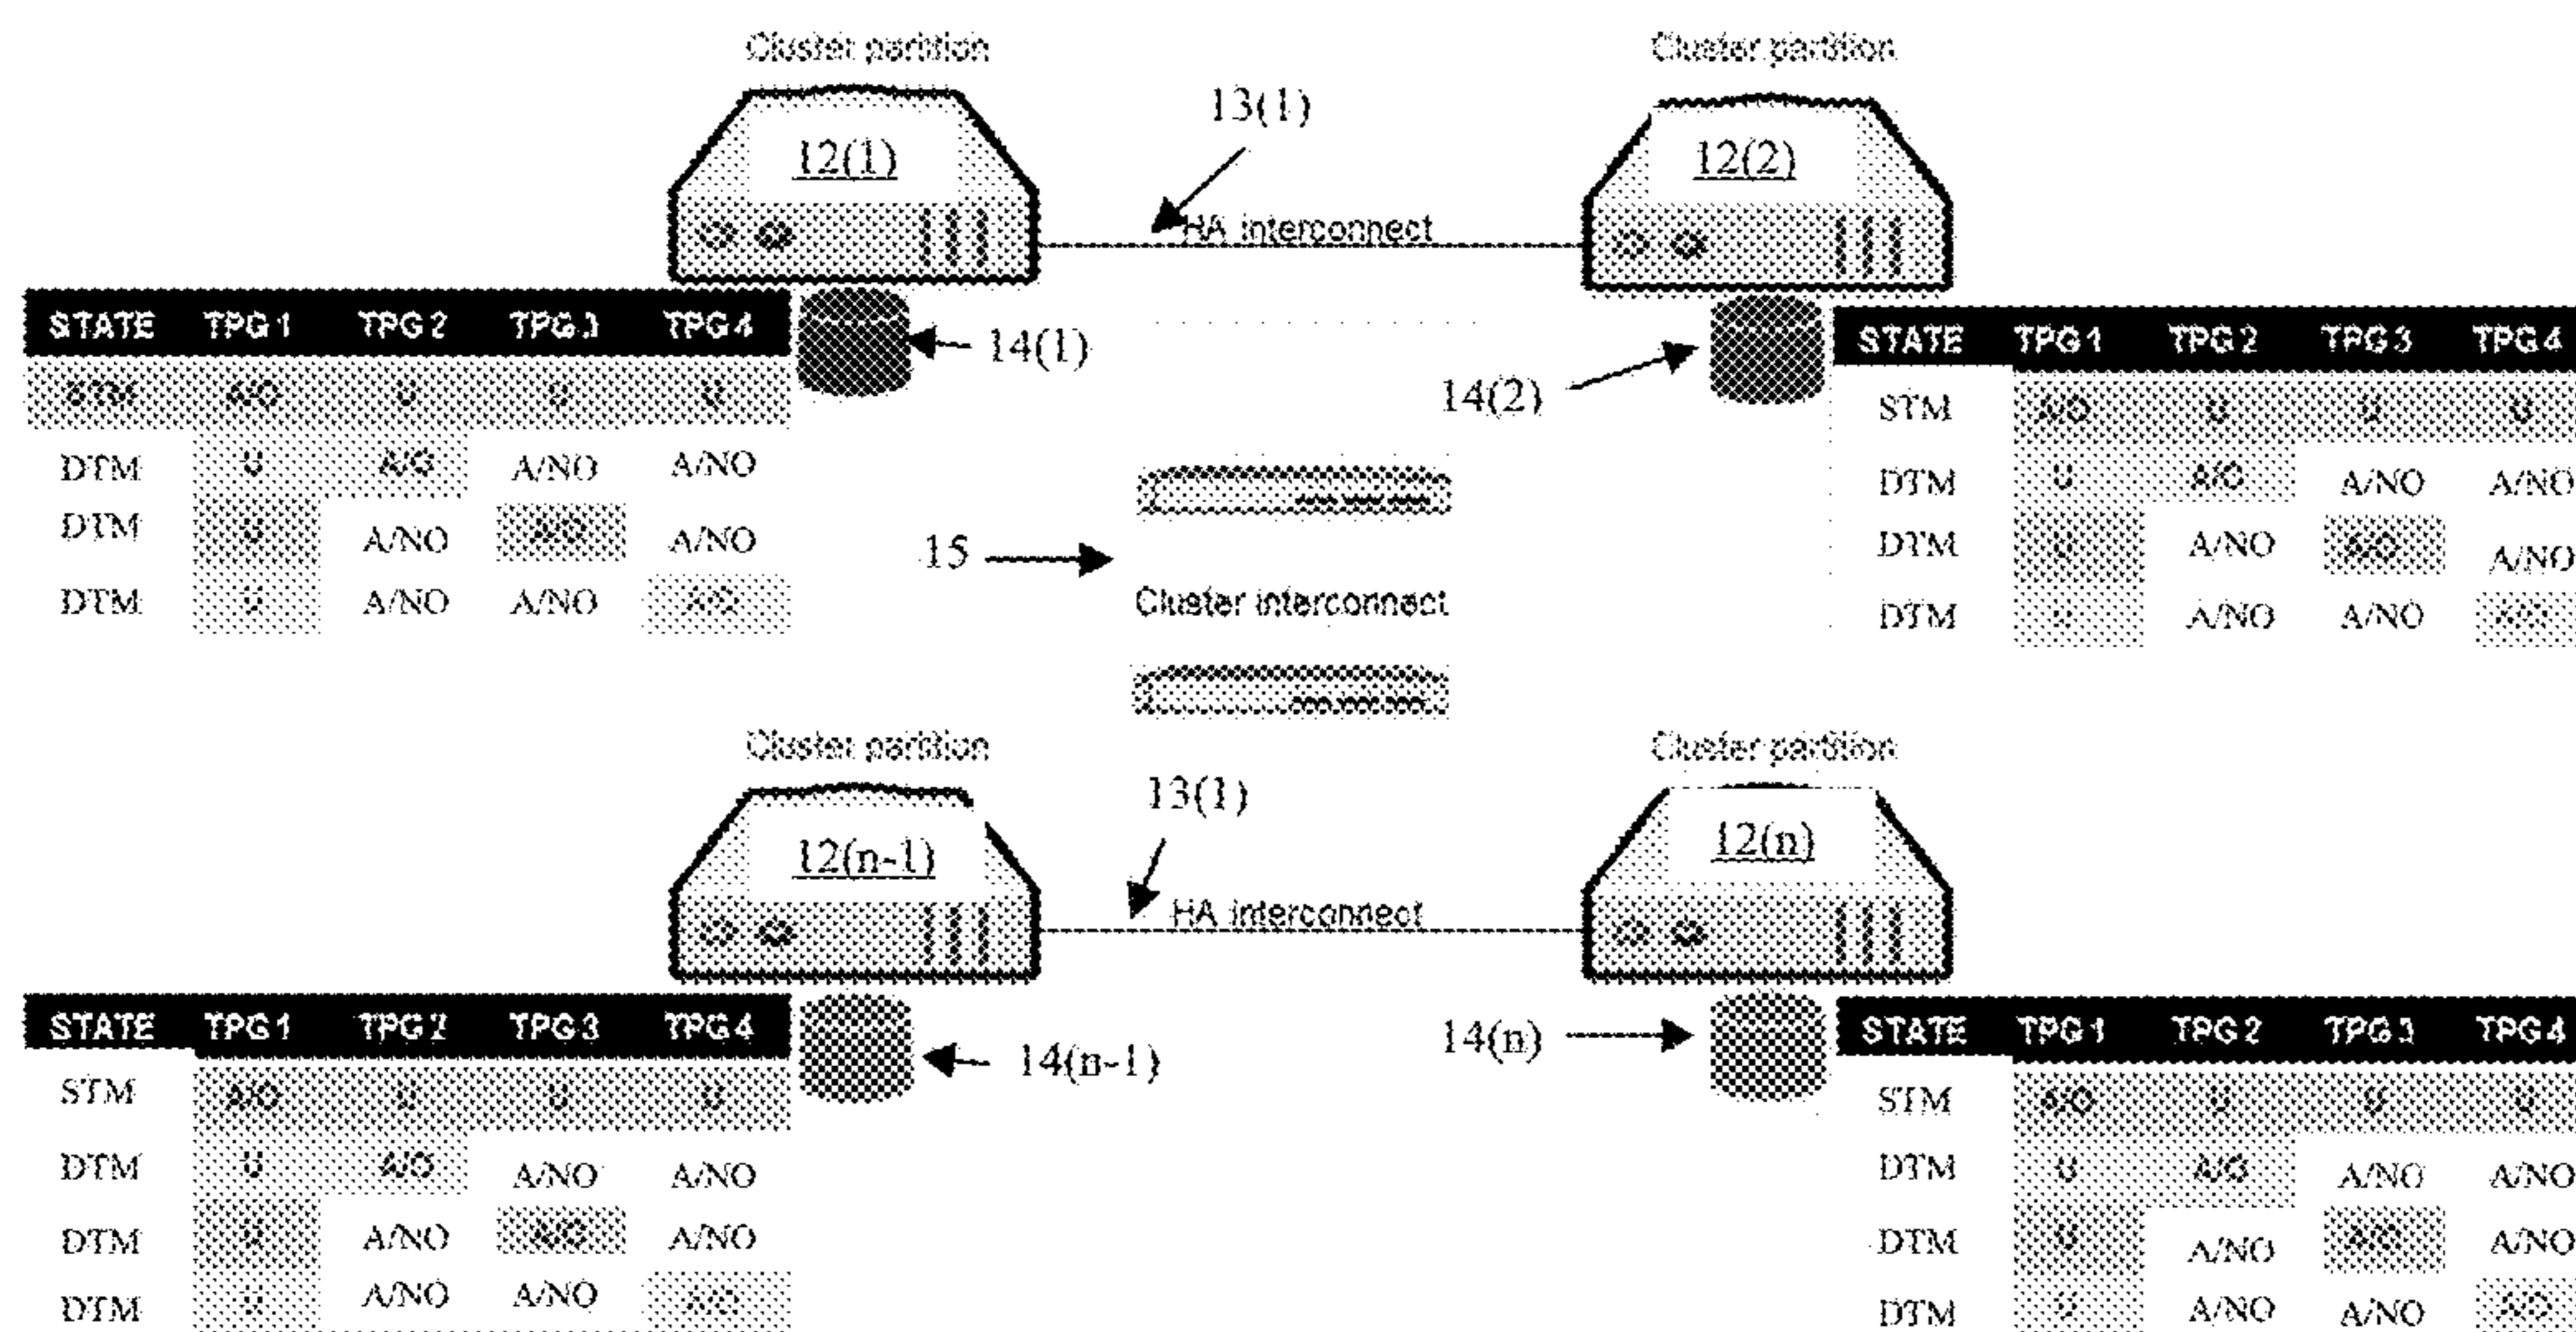 Cluster partition Cluster partition
13(1)
12(1) 12(2)
HA interconnect
STATE TPG 1 TPG 2 TPG 3 TPG 4
STM A/O U U U
DTM U A/O A/NO A/NO
DTM U A/NO A/O A/NO
DTM U A/NO A/NO A/O
14(1)
14(2)
STATE TPG 1 TPG 2 TPG 3 TPG 4
STM A/O U U U
DTM U A/O A/NO A/NO
DTM U A/NO A/O A/NO
DTM U A/NO A/NO A/O
15
Cluster interconnect
Cluster partition Cluster partition
13(1)
12(n-1) 12(n)
HA interconnect
STATE TPG 1 TPG 2 TPG 3 TPG 4
STM A/O U U U
DTM U A/O A/NO A/NO
DTM U A/NO A/O A/NO
DTM U A/NO A/NO A/O
14(n-1)
14(n)
STATE TPG 1 TPG 2 TPG 3 TPG 4
STM A/O U U U
DTM U A/O A/NO A/NO
DTM U A/NO A/O A/NO
DTM U A/NO A/NO A/O